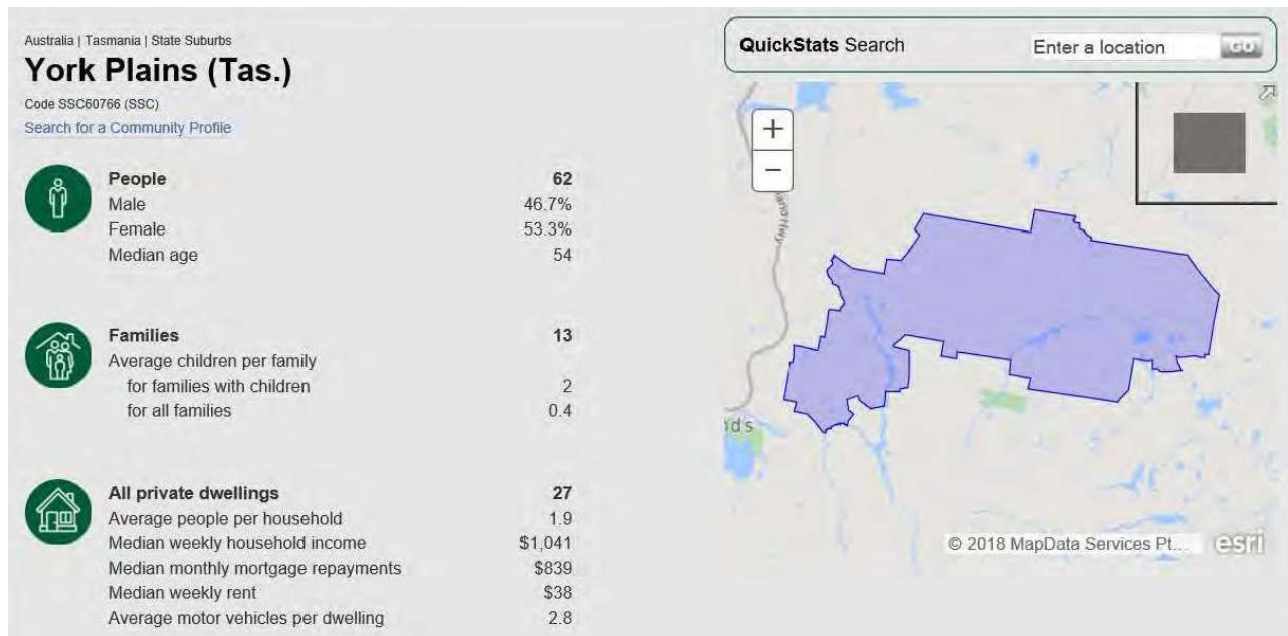 Australia | Tasmania | State Suburbs
York Plains (Tas.)
Code SSC60766 (SSC)
Search for a Community Profile
People 62
Male 46.7%
Female 53.3%
Median age 54
Families 13
Average children per family
for families with children 2
for all families 0.4
All private dwellings 27
Average people per household 1.9
Median weekly household income $1,041
Median monthly mortgage repayments $839
Median weekly rent $38
Average motor vehicles per dwelling 2.8
QuickStats Search Enter a location GO
+
−
and Hwy
ds
© 2018 MapData Services Pt... esri